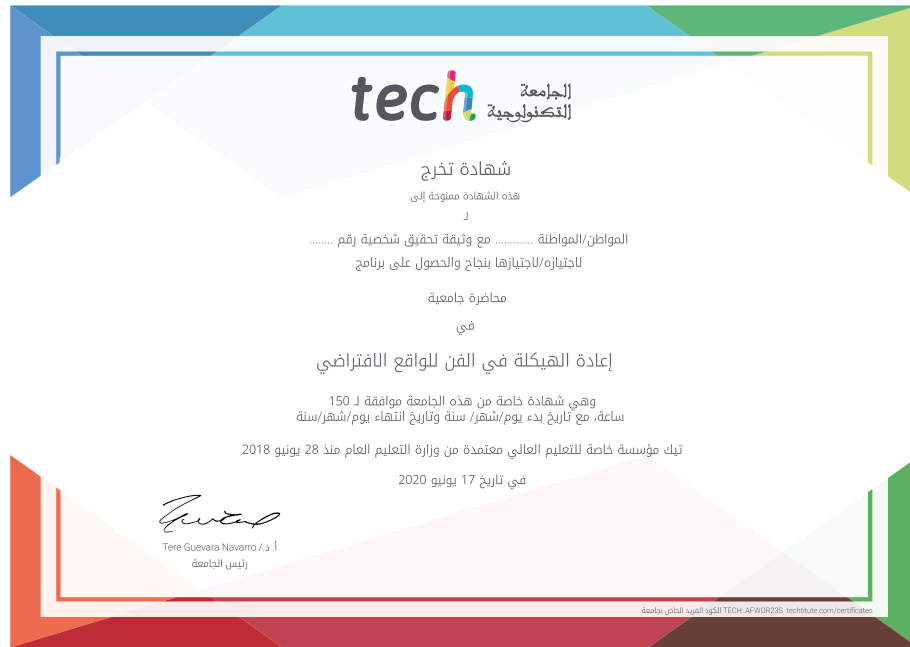 tech الجامعة
التكنولوجية
شهادة تخرج
هذه الشهادة ممنوحة إلى
لـ
المواطن/المواطنة ............ مع وثيقة تحقيق شخصية رقم ........
لاجتيازه/لاجتيازها بنجاح والحصول على برنامج
محاضرة جامعية
في
إعادة الهيكلة في الفن للواقع الافتراضي
وهي شهادة خاصة من هذه الجامعة موافقة لـ 150
ساعة، مع تاريخ بدء يوم/شهر/ سنة وتاريخ انتهاء يوم/شهر/سنة
تيك مؤسسة خاصة للتعليم العالي معتمدة من وزارة التعليم العام منذ 28 يونيو 2018
في تاريخ 17 يونيو 2020
أ. د./ Tere Guevara Navarro
رئيس الجامعة
الكود الفريد الخاص بجامعة TECH: AFWOR23S techtitute.com/certificates